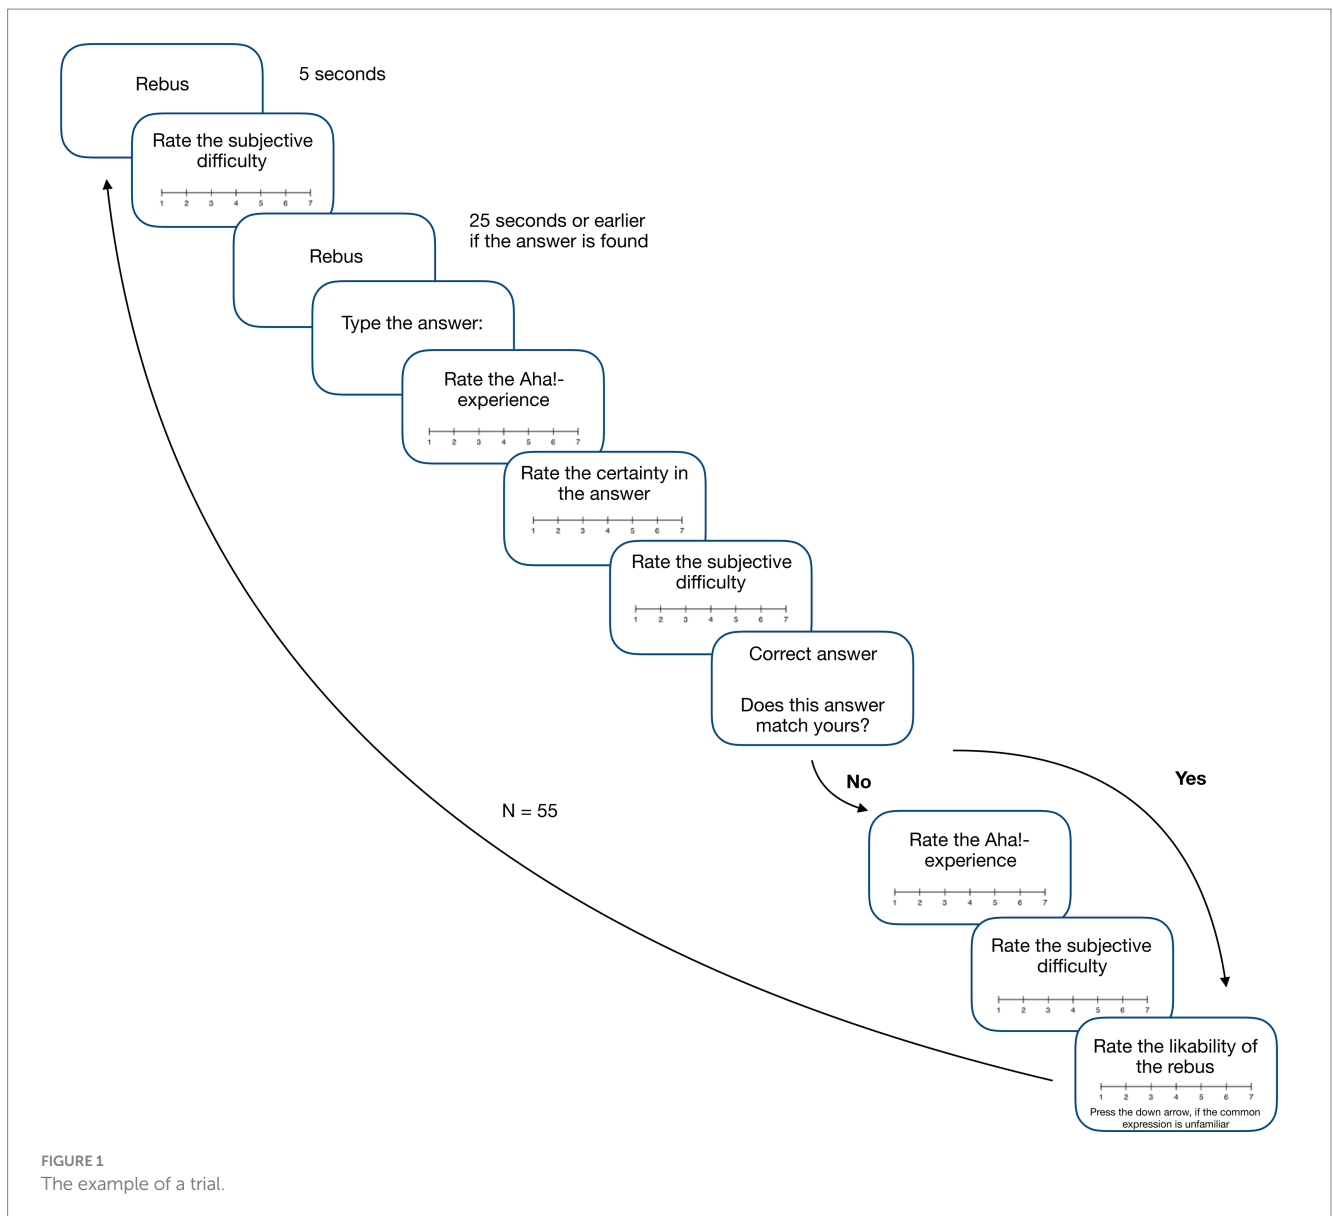 Rebus
5 seconds
Rate the subjective
difficulty
1 2 3 4 5 6 7
Rebus
25 seconds or earlier
if the answer is found
Type the answer:
Rate the Aha!-
experience
1 2 3 4 5 6 7
Rate the certainty in
the answer
1 2 3 4 5 6 7
Rate the subjective
difficulty
1 2 3 4 5 6 7
Correct answer
Does this answer
match yours?
No
Yes
N = 55
Rate the Aha!-
experience
1 2 3 4 5 6 7
Rate the subjective
difficulty
1 2 3 4 5 6 7
Rate the likability of
the rebus
1 2 3 4 5 6 7
Press the down arrow, if the common
expression is unfamiliar
FIGURE 1
The example of a trial.